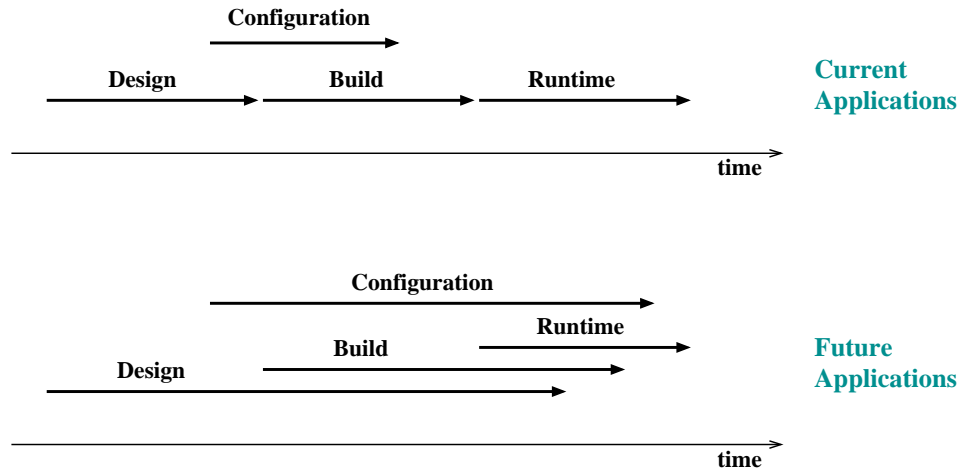 Configuration
Design
Build
Runtime
Current
Applications
time
Configuration
Runtime
Build
Design
Future
Applications
time